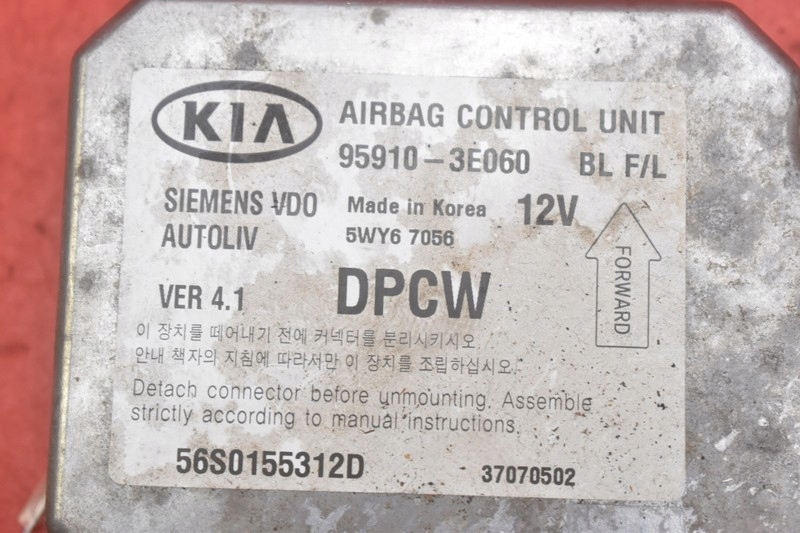 KIA AIRBAG CONTROL UNIT
95910-3E060 BL F/L
SIEMENS VDO Made in Korea 12V
AUTOLIV 5WY6 7056
FORWARD
VER 4.1 DPCW
이 장치를 떼어내기 전에 커넥터를 분리시키시오.
안내 책자의 지침에 따라서만 이 장치를 조립하십시오.
Detach connector before unmounting. Assemble
strictly according to manual instructions.
56S0155312D 37070502